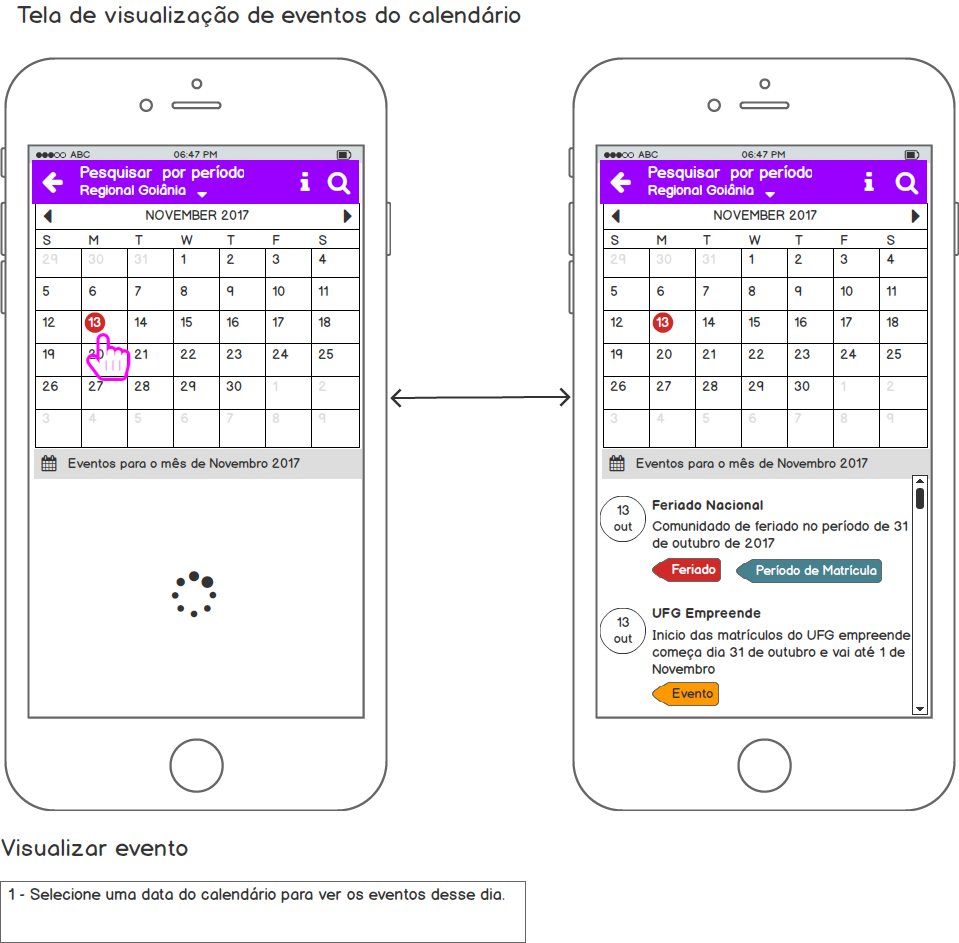 Tela de visualização de eventos do calendário
ABC 06:47 PM
Pesquisar por período
Regional Goiânia
NOVEMBER 2017
S M T W T F S
29 30 31 1 2 3 4
5 6 7 8 9 10 11
12 13 14 15 16 17 18
19 20 21 22 23 24 25
26 27 28 29 30 1 2
3 4 5 6 7 8 9
Eventos para o mês de Novembro 2017
ABC 06:47 PM
Pesquisar por período
Regional Goiânia
NOVEMBER 2017
S M T W T F S
29 30 31 1 2 3 4
5 6 7 8 9 10 11
12 13 14 15 16 17 18
19 20 21 22 23 24 25
26 27 28 29 30 1 2
3 4 5 6 7 8 9
Eventos para o mês de Novembro 2017
13
out
Feriado Nacional
Comunidado de feriado no período de 31
de outubro de 2017
Feriado Período de Matrícula
13
out
UFG Empreende
Inicio das matrículos do UFG empreende
começa dia 31 de outubro e vai até 1 de
Novembro
Evento
Visualizar evento
1 - Selecione uma data do calendário para ver os eventos desse dia.